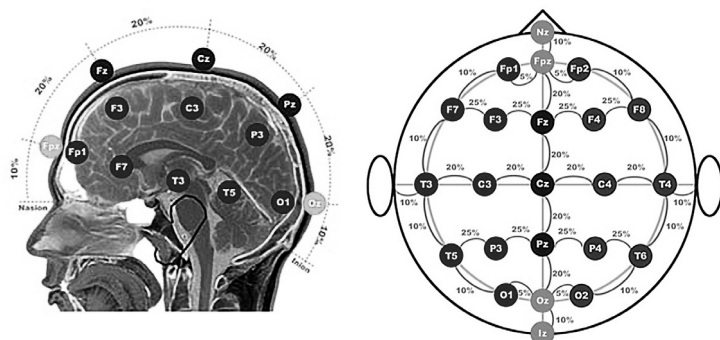 20%
20%
Cz
Fz
20%
20%
Pz
F3
C3
P3
Fpz
Fp1
F7
T3
T5
O1
Oz
10%
Nasion
10%
Inion
Nz
10%
Fp1
Fpz
Fp2
5%
5%
10%
10%
20%
F7
25%
F3
25%
Fz
25%
F4
25%
F8
10%
20%
10%
T3
20%
C3
20%
Cz
20%
C4
20%
T4
10%
10%
10%
20%
10%
T5
25%
P3
25%
Pz
25%
P4
25%
T6
10%
20%
10%
O1
5%
Oz
5%
O2
10%
Iz